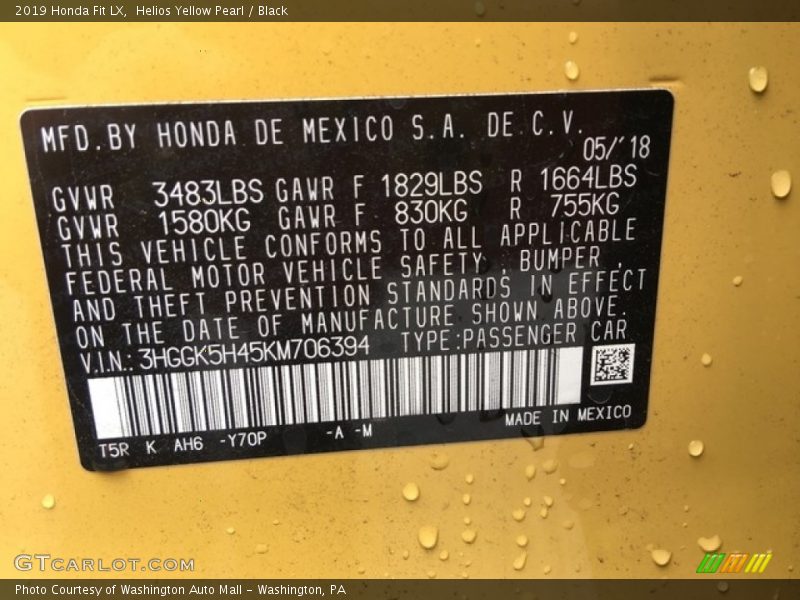 2019 Honda Fit LX,  Helios Yellow Pearl / Black
MFD.BY HONDA DE MEXICO S.A. DE C.V.
05/'18
GVWR 3483LBS GAWR F 1829LBS R 1664LBS
GVWR 1580KG GAWR F 830KG R 755KG
THIS VEHICLE CONFORMS TO ALL APPLICABLE
FEDERAL MOTOR VEHICLE SAFETY, BUMPER,
AND THEFT PREVENTION STANDARDS IN EFFECT
ON THE DATE OF MANUFACTURE SHOWN ABOVE.
V.IN.: 3HGGK5H45KM706394 TYPE:PASSENGER CAR
T5R K AH6 -Y70P -A -M MADE IN MEXICO
GTCARLOT.COM
Photo Courtesy of Washington Auto Mall - Washington, PA